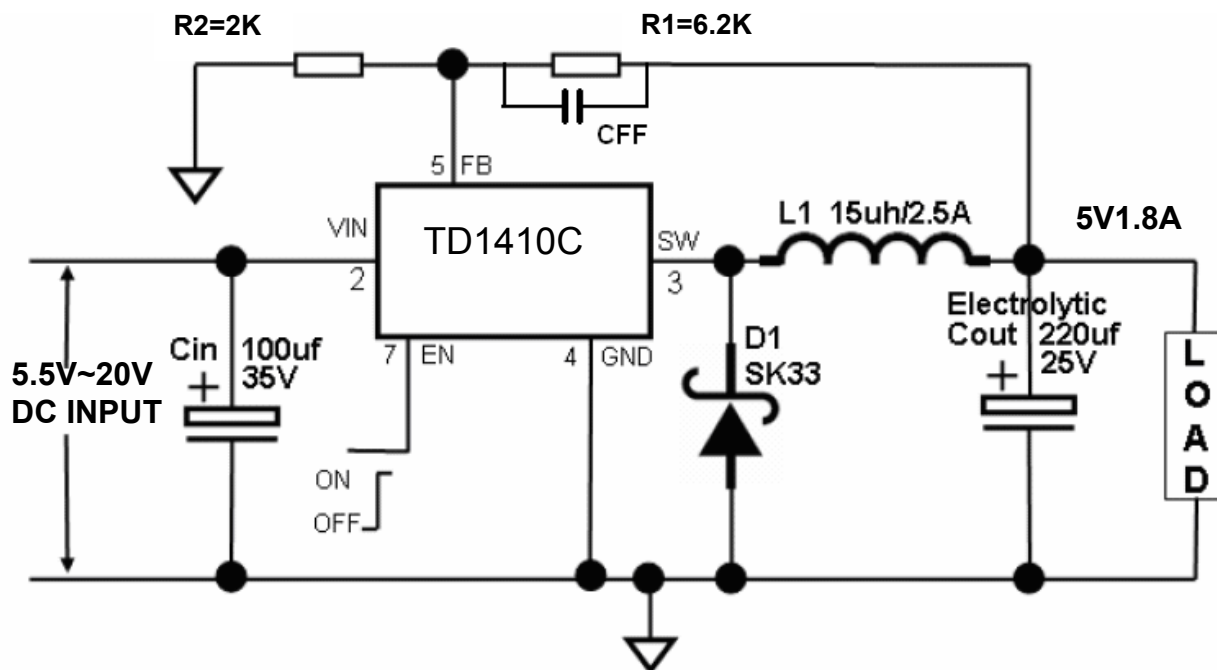 R2=2K
R1=6.2K
CFF
5 FB
VIN
TD1410C
SW
L1 15uh/2.5A
5V1.8A
2
3
Electrolytic
Cin 100uf
35V
7 EN
4 GND
D1
SK33
Cout 220uf
25V
+
+
5.5V~20V
DC INPUT
LOAD
ON
OFF